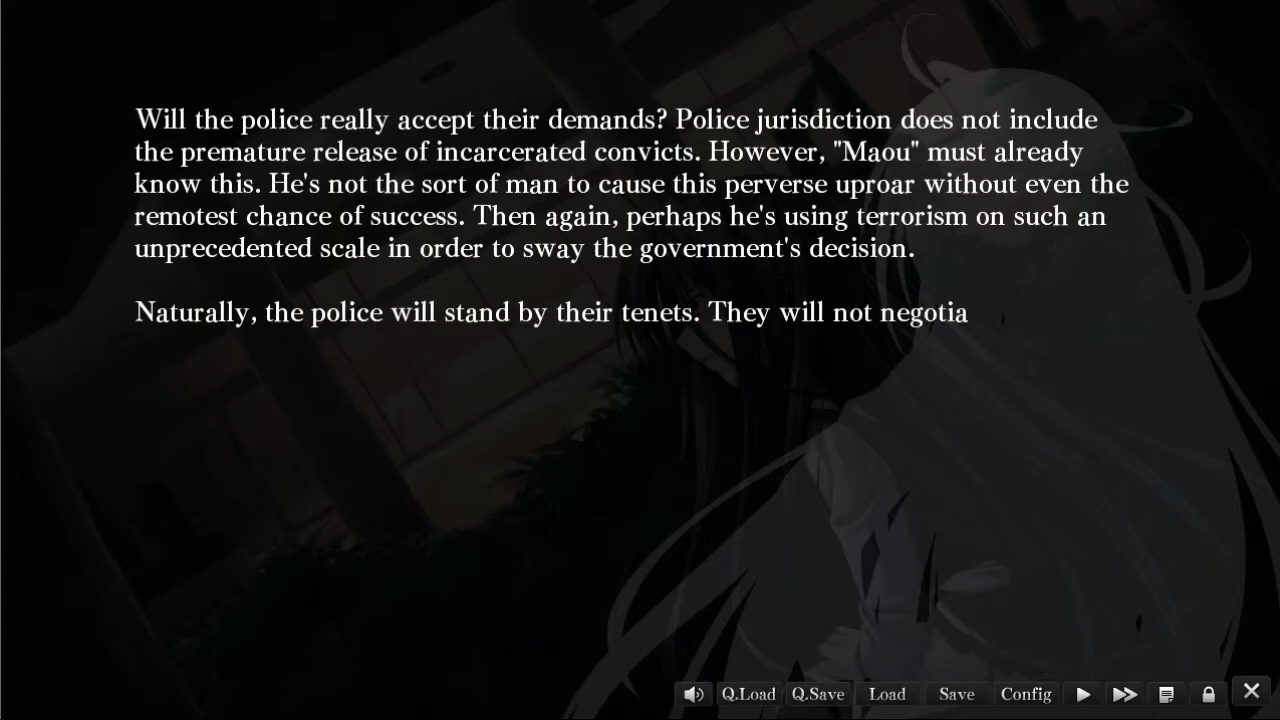 Will the police really accept their demands? Police jurisdiction does not include
the premature release of incarcerated convicts. However, "Maou" must already
know this. He's not the sort of man to cause this perverse uproar without even the
remotest chance of success. Then again, perhaps he's using terrorism on such an
unprecedented scale in order to sway the government's decision.
Naturally, the police will stand by their tenets. They will not negotia
Q.Load Q.Save Load Save Config